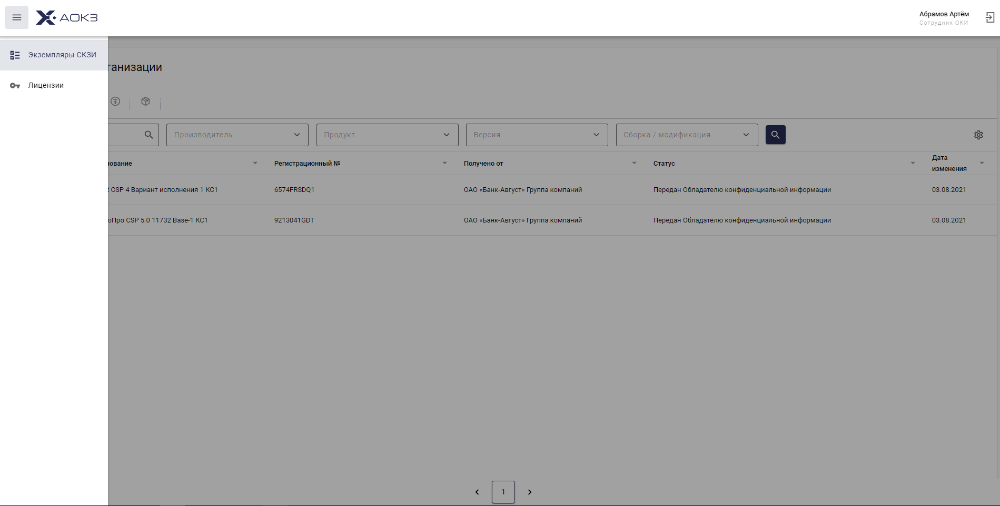 АОКЗ
Абрамов Артём
Сотрудник ОКИ
Экземпляры СКЗИ
Лицензии
ганизации
Производитель
Продукт
Версия
Сборка / модификация
нование
Регистрационный №
Получено от
Статус
Дата
изменения
t CSP 4 Вариант исполнения 1 КС1
6574FRSDQ1
ОАО «Банк-Август» Группа компаний
Передан Обладателю конфиденциальной информации
03.08.2021
оПро CSP 5.0 11732 Base-1 КС1
9213041GDT
ОАО «Банк-Август» Группа компаний
Передан Обладателю конфиденциальной информации
03.08.2021
1